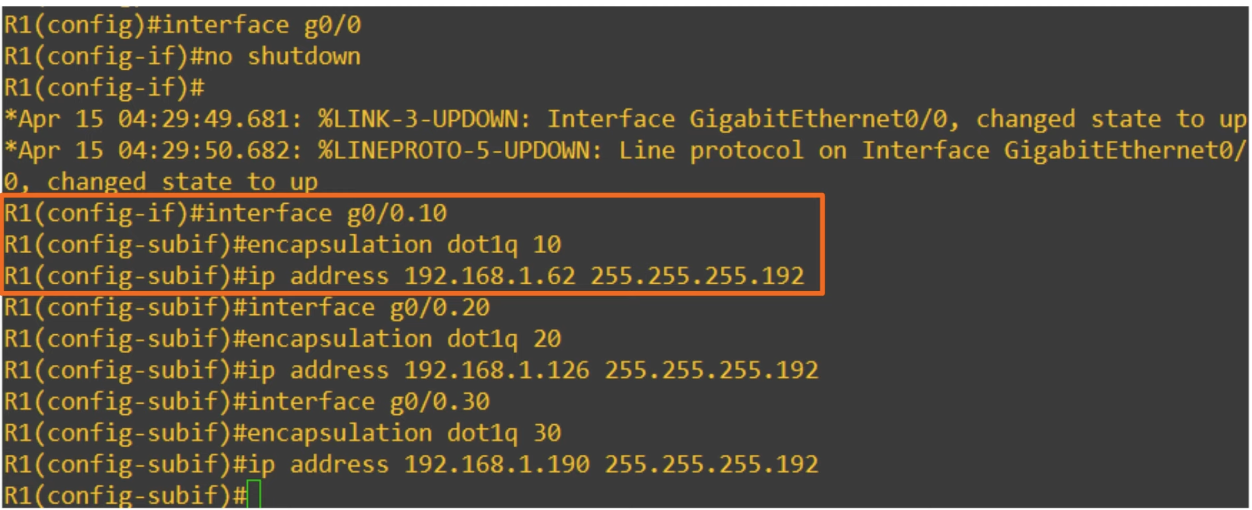 R1(config)#interface g0/0
R1(config-if)#no shutdown
R1(config-if)#
*Apr 15 04:29:49.681: %LINK-3-UPDOWN: Interface GigabitEthernet0/0, changed state to up
*Apr 15 04:29:50.682: %LINEPROTO-5-UPDOWN: Line protocol on Interface GigabitEthernet0/
0, changed state to up
R1(config-if)#interface g0/0.10
R1(config-subif)#encapsulation dot1q 10
R1(config-subif)#ip address 192.168.1.62 255.255.255.192
R1(config-subif)#interface g0/0.20
R1(config-subif)#encapsulation dot1q 20
R1(config-subif)#ip address 192.168.1.126 255.255.255.192
R1(config-subif)#interface g0/0.30
R1(config-subif)#encapsulation dot1q 30
R1(config-subif)#ip address 192.168.1.190 255.255.255.192
R1(config-subif)#